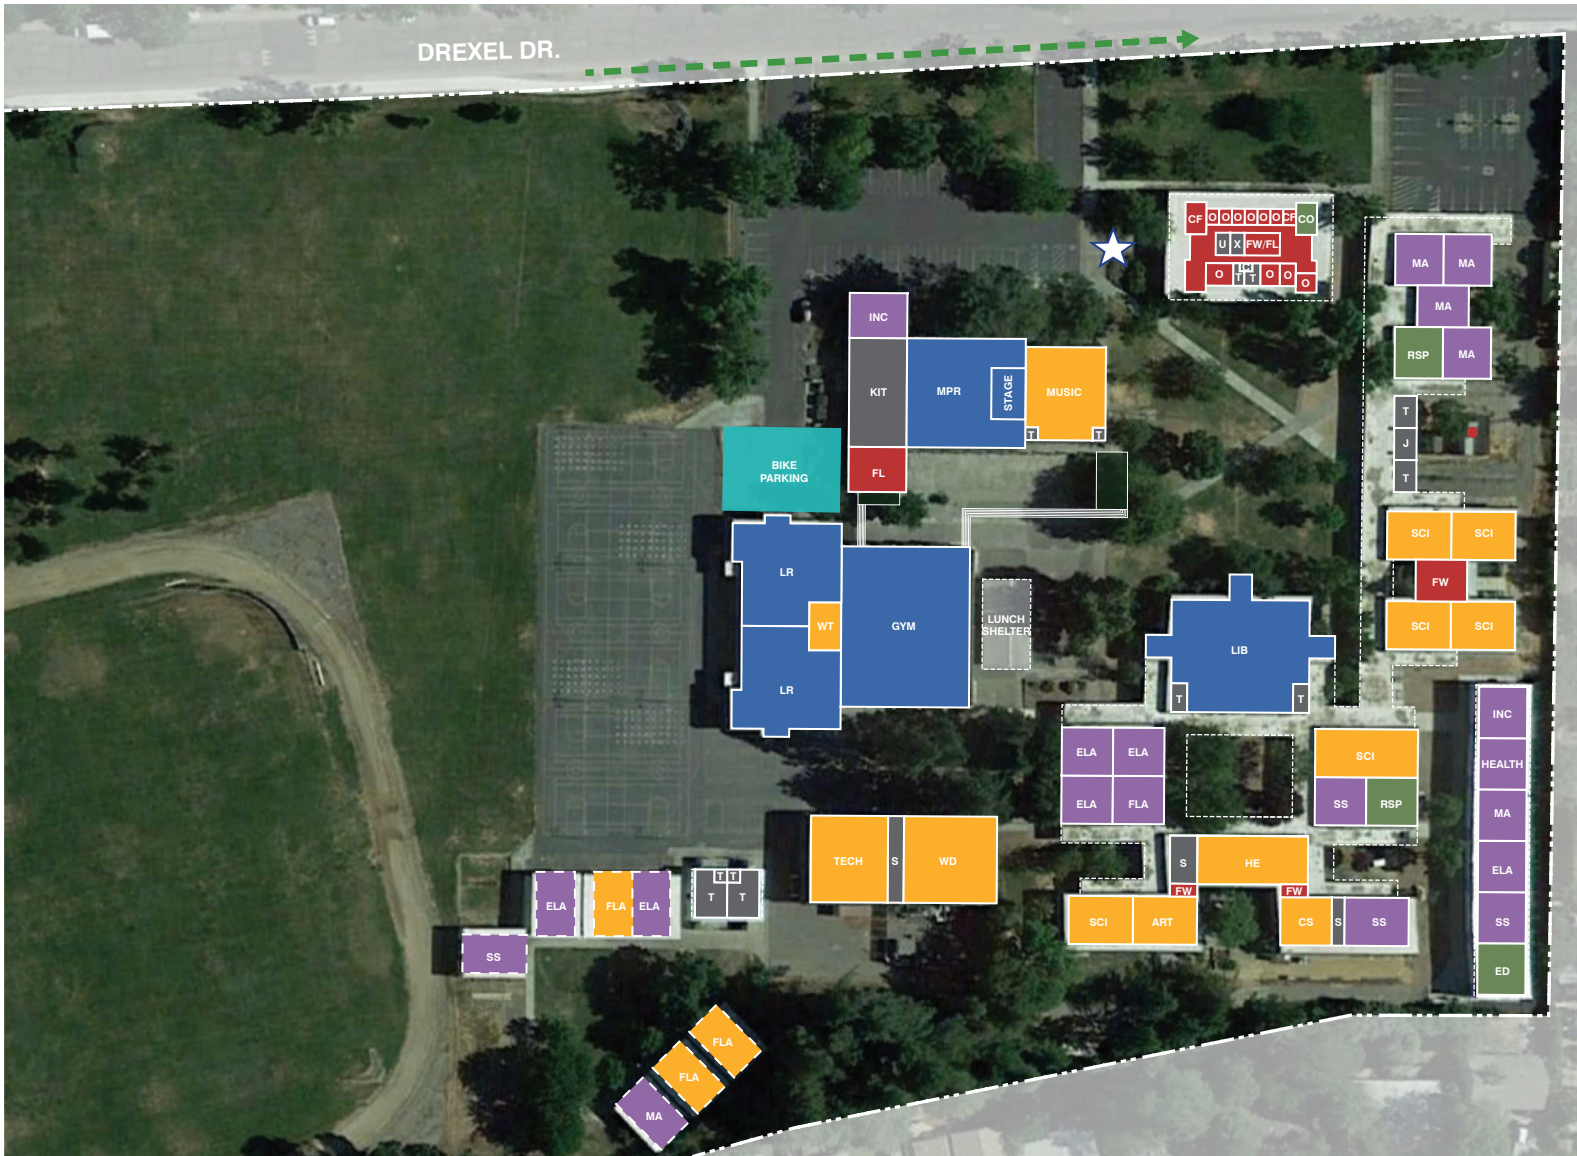 DREXEL DR.
CF O O O O O O CF CO
U X FW/FL
O T T O O O
MA MA
MA
RSP MA
INC
KIT MPR STAGE MUSIC
T T
FL
BIKE
PARKING
T
J
T
SCI SCI
FW
SCI SCI
LR
WT GYM
LR
LUNCH
SHELTER
LIB
T T
INC
HEALTH
MA
ELA
SS
ED
ELA ELA
ELA FLA
SCI
SS RSP
TECH S WD
S HE
FW FW
SCI ART
CS S SS
ELA FLA ELA
T T
T T
SS
FLA
FLA
MA